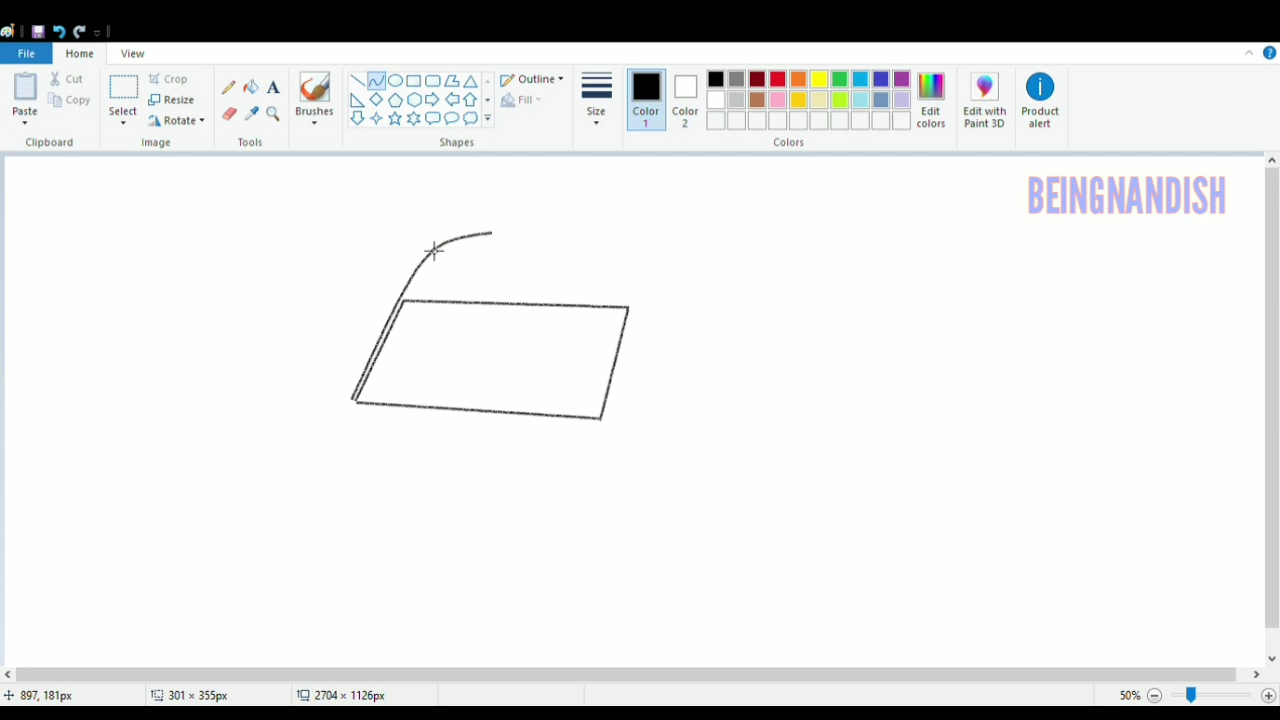 File Home View
Paste
Cut
Copy
Clipboard
Select
Crop
Resize
Rotate
Image
A
Tools
Brushes
Outline
Fill
Shapes
Size
Color 1
Color 2
Edit colors
Colors
Edit with Paint 3D
Product alert
?
BEINGNANDISH
897, 181px
301 × 355px
2704 × 1126px
50%